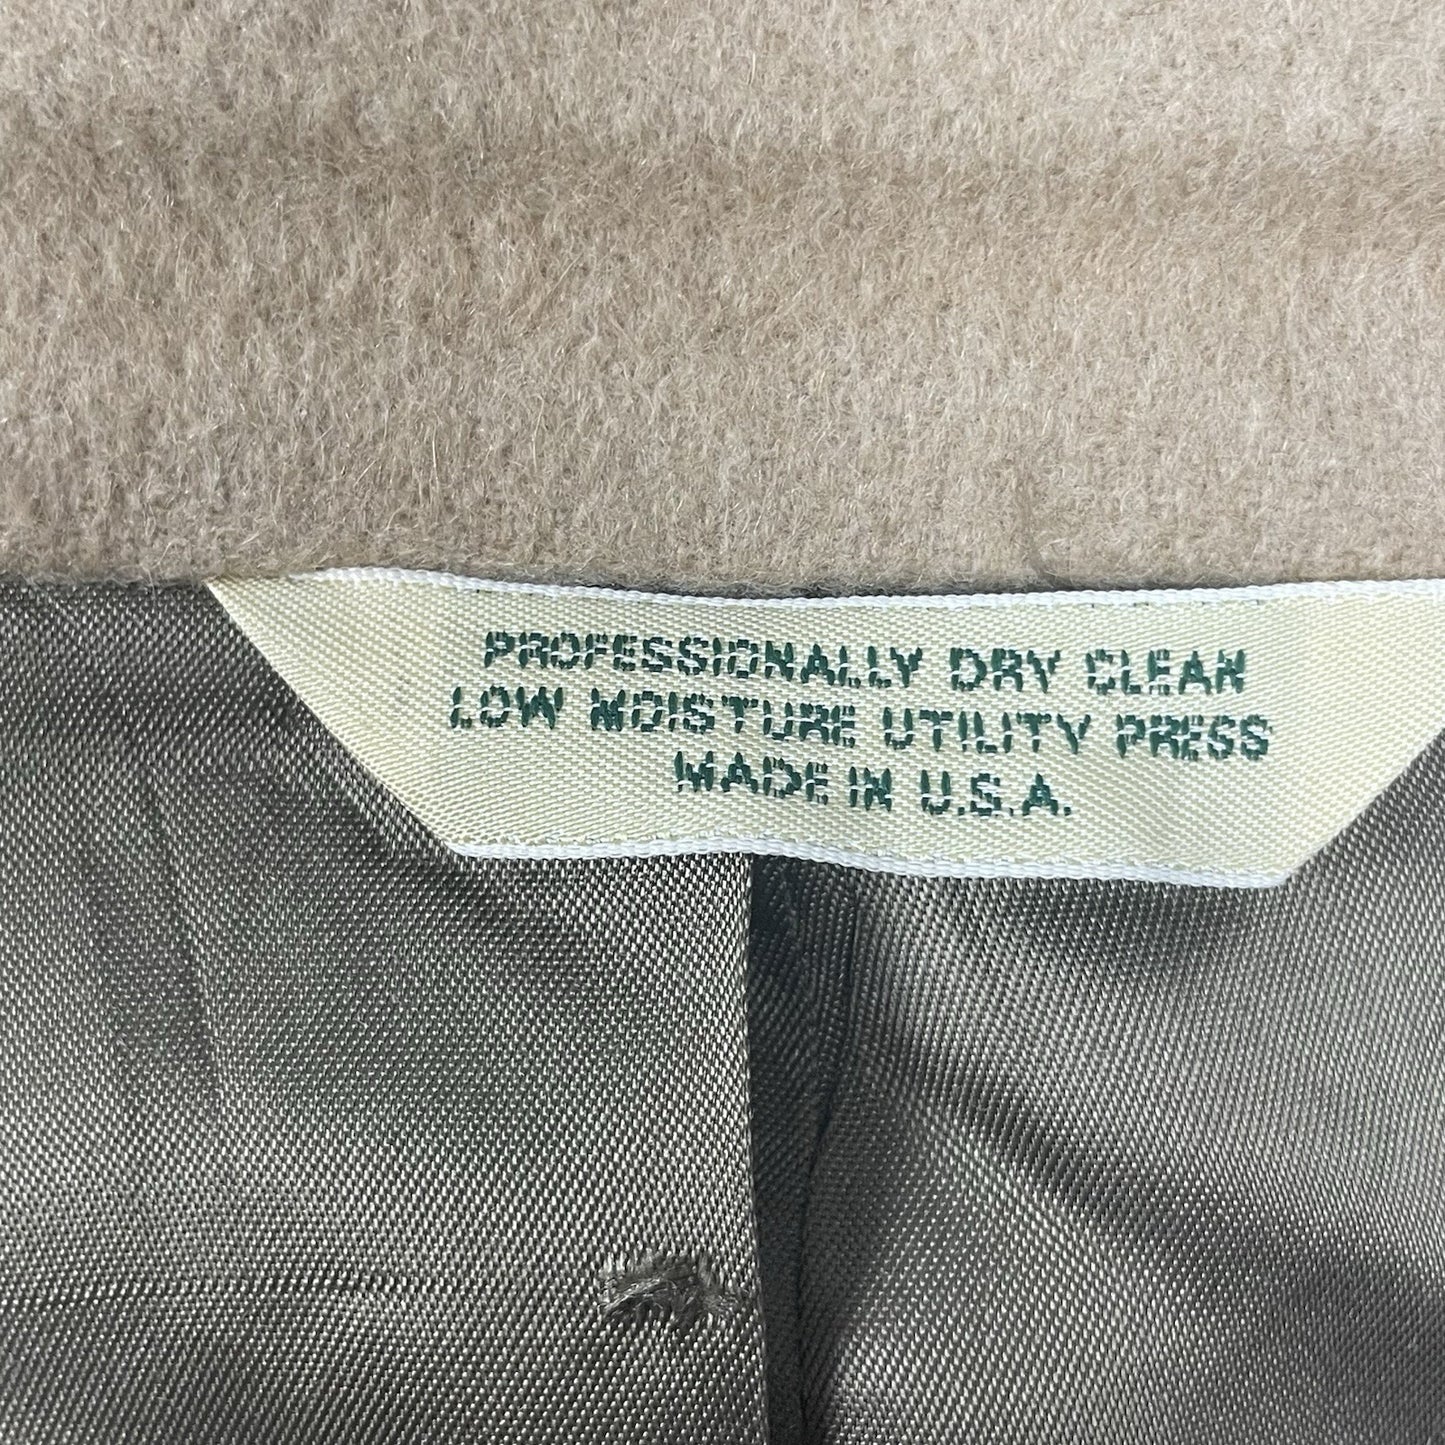 PROFESSIONALLY DRY CLEAN
LOW MOISTURE UTILITY PRESS
MADE IN U.S.A.